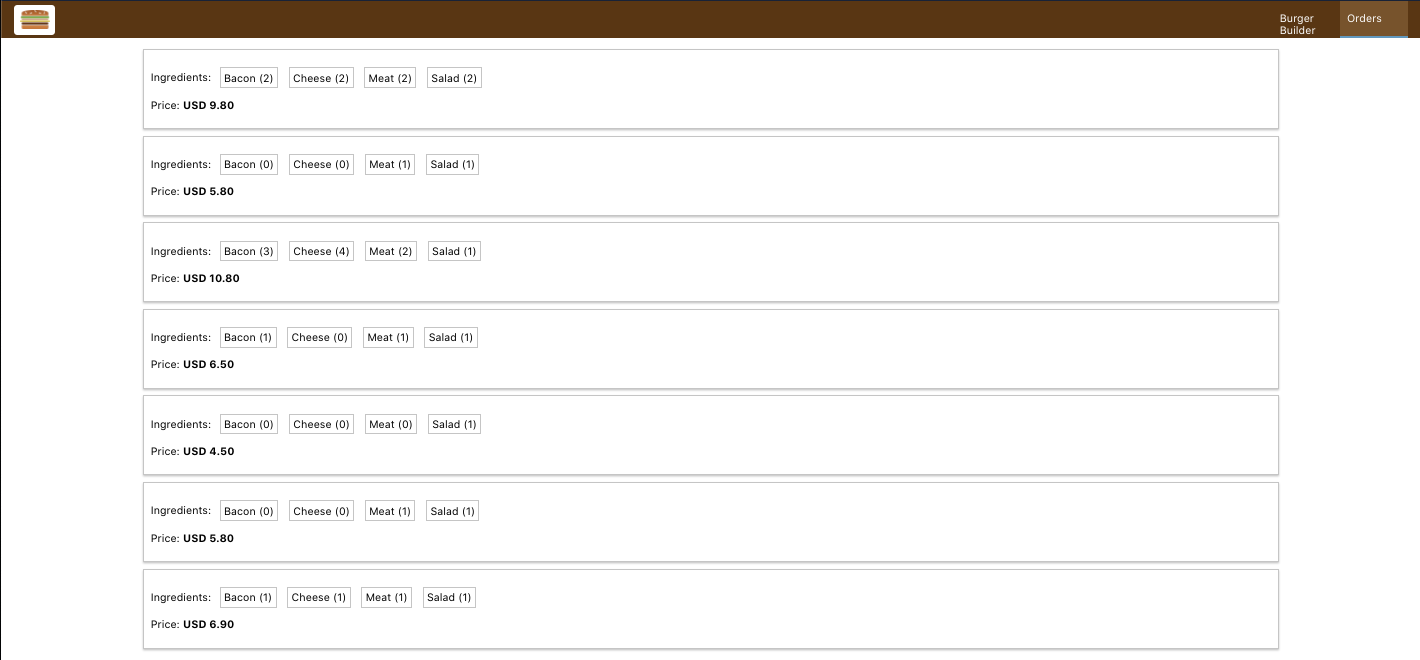 Burger
Builder
Orders
Ingredients: Bacon (2) Cheese (2) Meat (2) Salad (2)
Price: USD 9.80
Ingredients: Bacon (0) Cheese (0) Meat (1) Salad (1)
Price: USD 5.80
Ingredients: Bacon (3) Cheese (4) Meat (2) Salad (1)
Price: USD 10.80
Ingredients: Bacon (1) Cheese (0) Meat (1) Salad (1)
Price: USD 6.50
Ingredients: Bacon (0) Cheese (0) Meat (0) Salad (1)
Price: USD 4.50
Ingredients: Bacon (0) Cheese (0) Meat (1) Salad (1)
Price: USD 5.80
Ingredients: Bacon (1) Cheese (1) Meat (1) Salad (1)
Price: USD 6.90